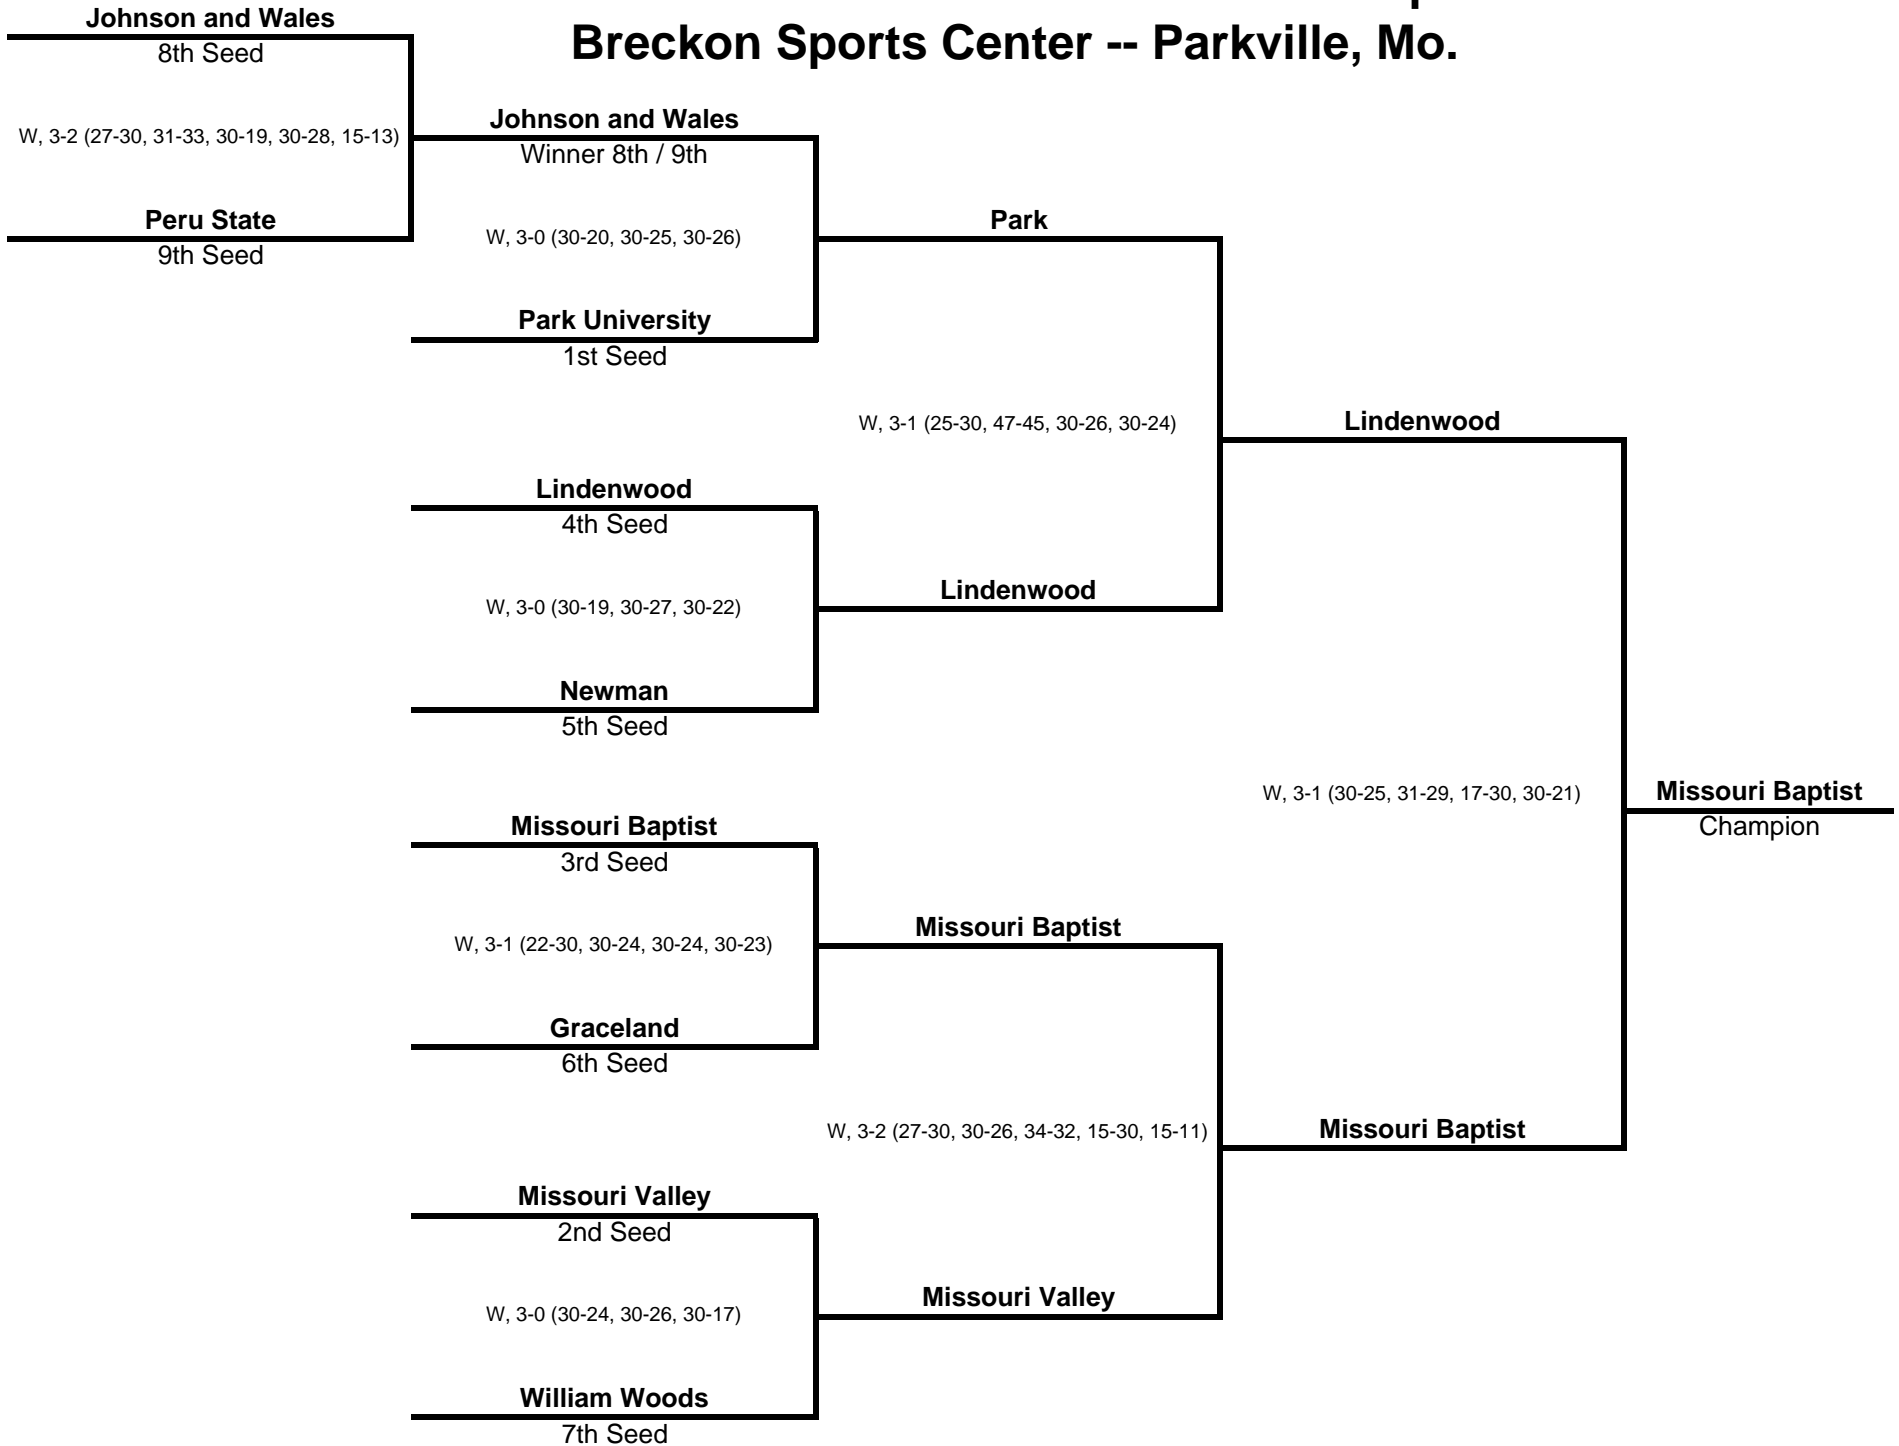 Breckon Sports Center -- Parkville, Mo.
Johnson and Wales
8th Seed
W, 3-2 (27-30, 31-33, 30-19, 30-28, 15-13)
Peru State
9th Seed
Johnson and Wales
Winner 8th / 9th
W, 3-0 (30-20, 30-25, 30-26)
Park University
1st Seed
Lindenwood
4th Seed
W, 3-0 (30-19, 30-27, 30-22)
Newman
5th Seed
Missouri Baptist
3rd Seed
W, 3-1 (22-30, 30-24, 30-24, 30-23)
Graceland
6th Seed
Missouri Valley
2nd Seed
W, 3-0 (30-24, 30-26, 30-17)
William Woods
7th Seed
Park
W, 3-1 (25-30, 47-45, 30-26, 30-24)
Lindenwood
Missouri Baptist
W, 3-2 (27-30, 30-26, 34-32, 15-30, 15-11)
Missouri Valley
Lindenwood
W, 3-1 (30-25, 31-29, 17-30, 30-21)
Missouri Baptist
Missouri Baptist
Champion